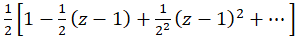 ½[1 − ½(z − 1) + 1/2²(z − 1)² + ⋯]